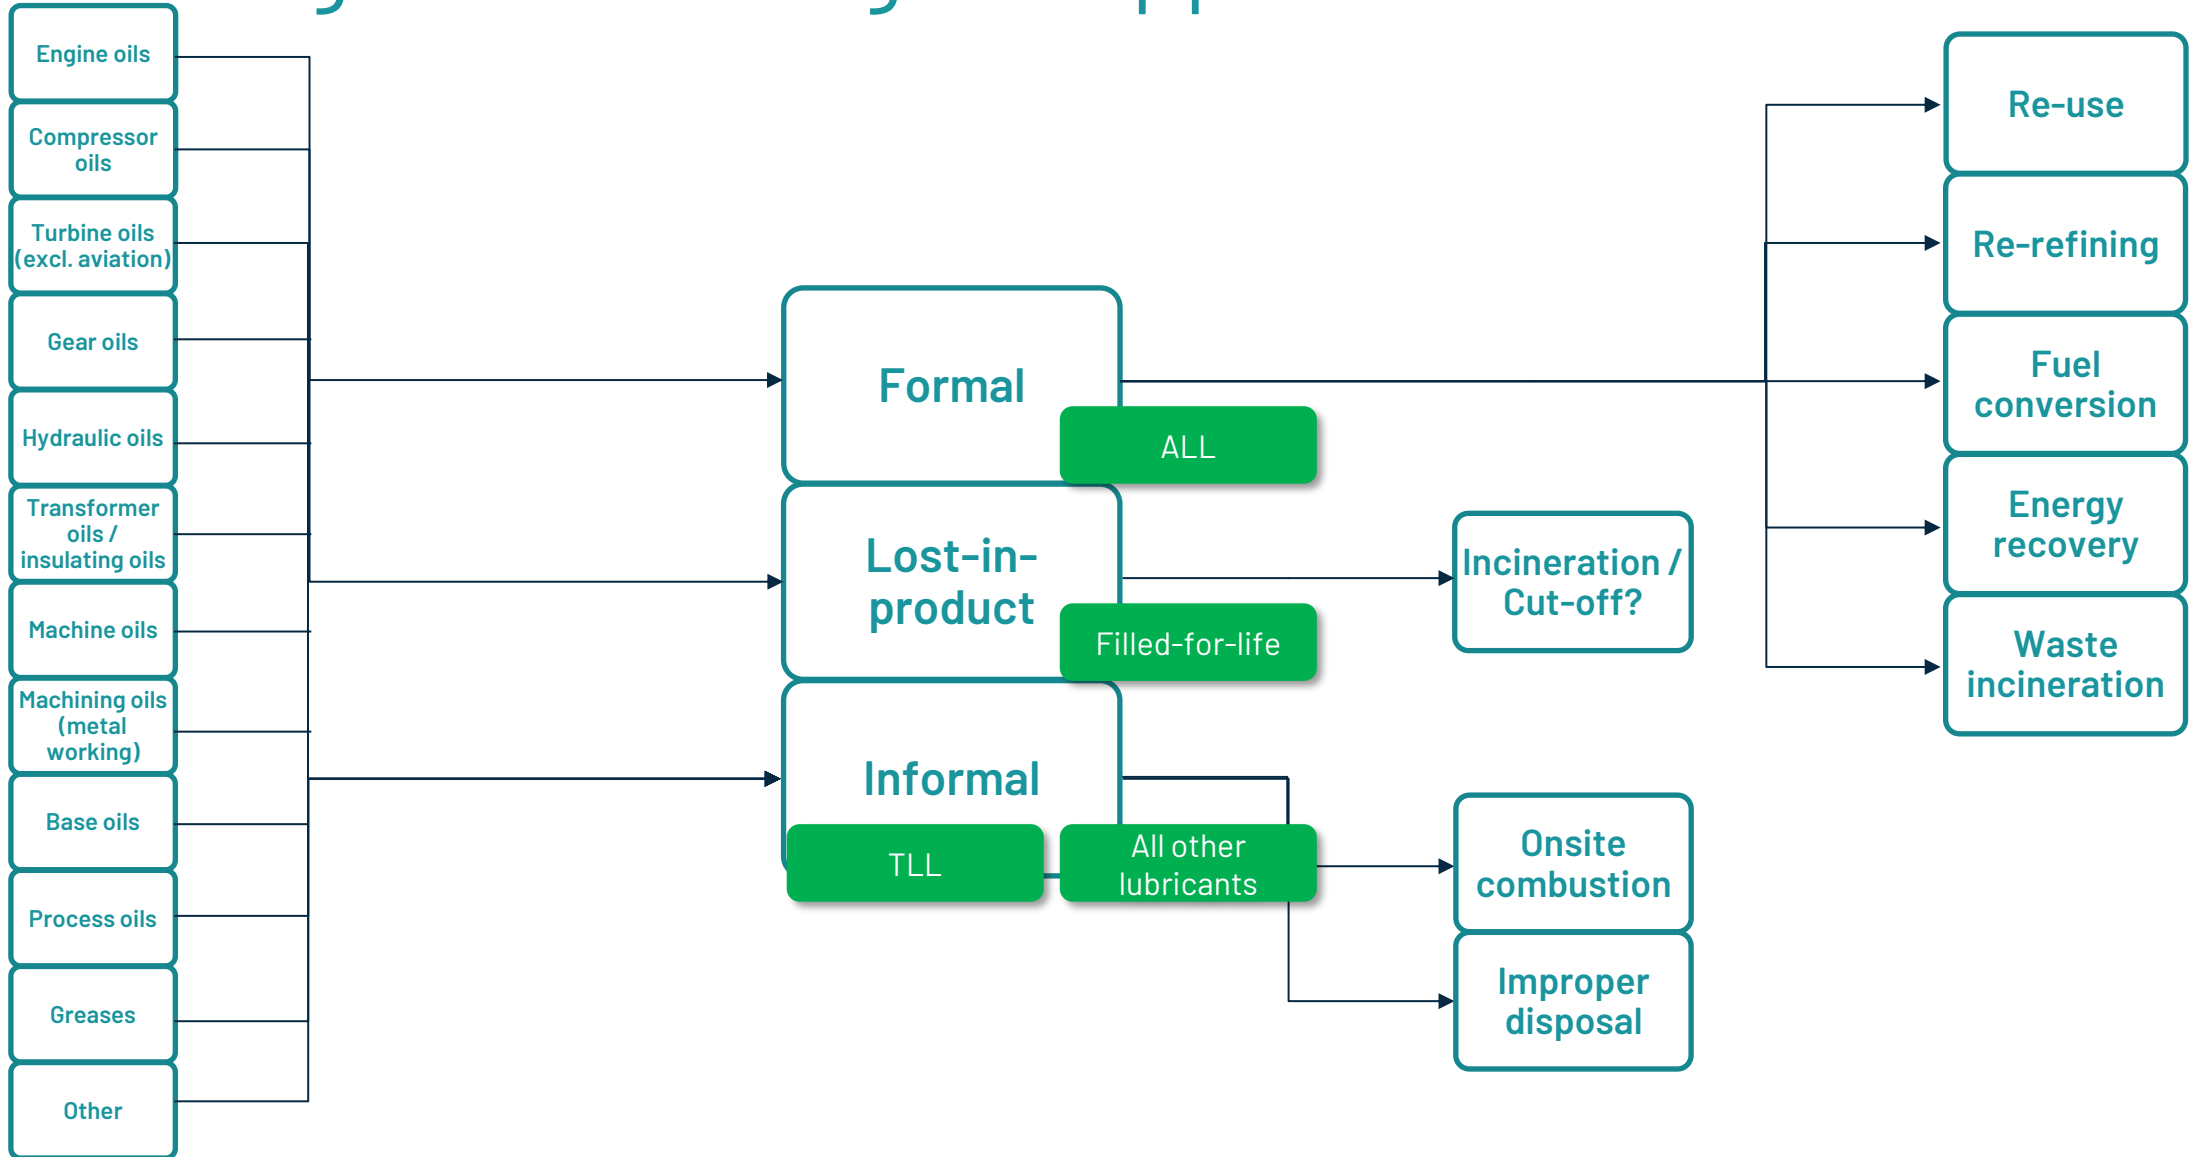 Engine oils
Compressor
oils
Turbine oils
(excl. aviation)
Gear oils
Hydraulic oils
Transformer
oils /
insulating oils
Machine oils
Machining oils
(metal
working)
Base oils
Process oils
Greases
Other
Formal
ALL
Lost-in-
product
Filled-for-life
Informal
TLL
All other
lubricants
Incineration /
Cut-off?
Onsite
combustion
Improper
disposal
Re-use
Re-refining
Fuel
conversion
Energy
recovery
Waste
incineration